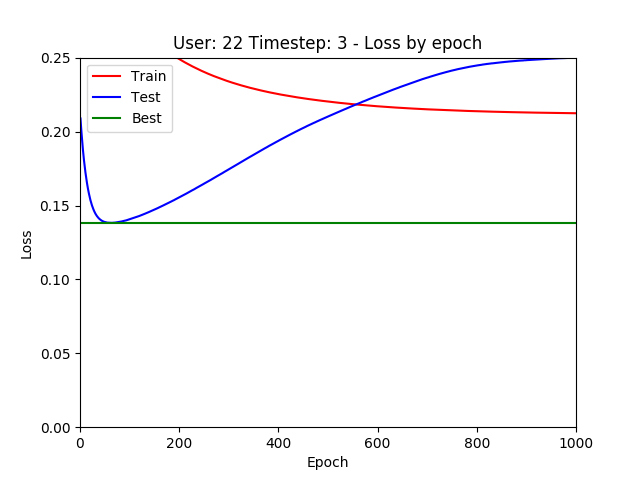 User: 22 Timestep: 3 - Loss by epoch
Train
Test
Best
0.25
0.20
0.15
0.10
0.05
0.00
Loss
0 200 400 600 800 1000
Epoch